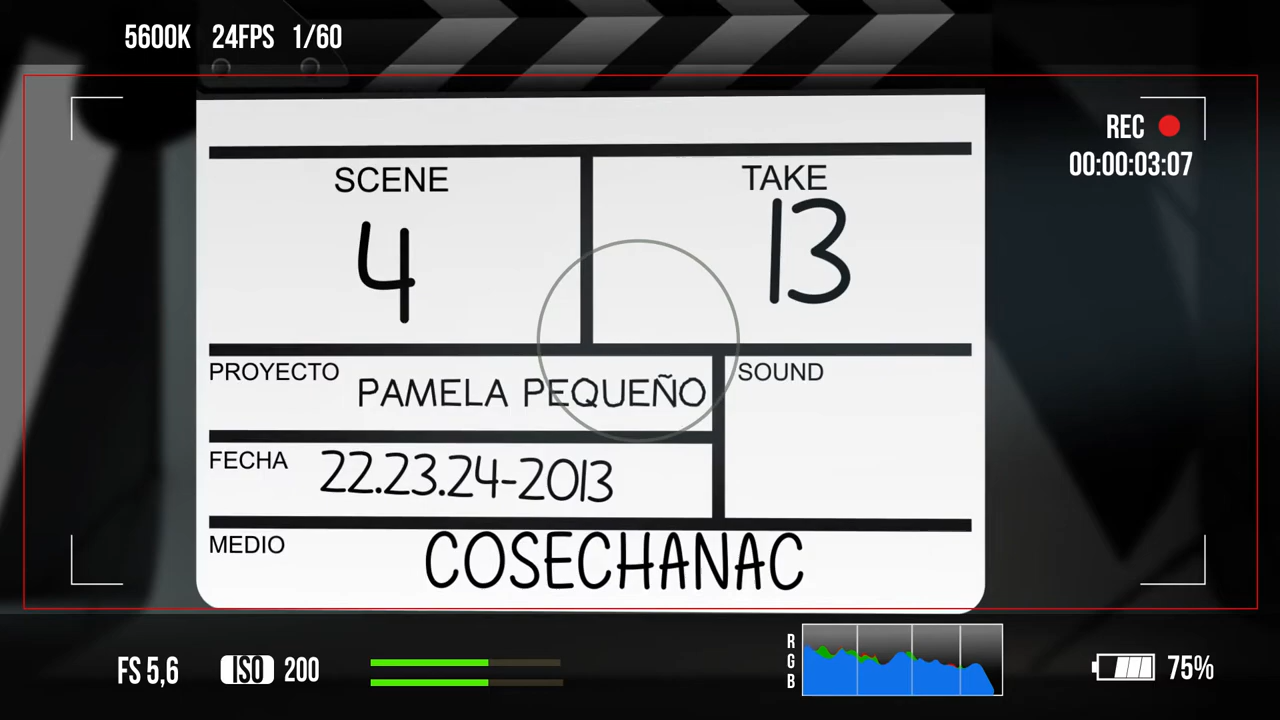 5600K 24FPS 1/60
REC
00:00:03:07
SCENE TAKE
4 13
PROYECTO PAMELA PEQUEÑO SOUND
FECHA 22.23.24-2013
MEDIO COSECHANAC
FS 5,6 ISO 200 R G B 75%